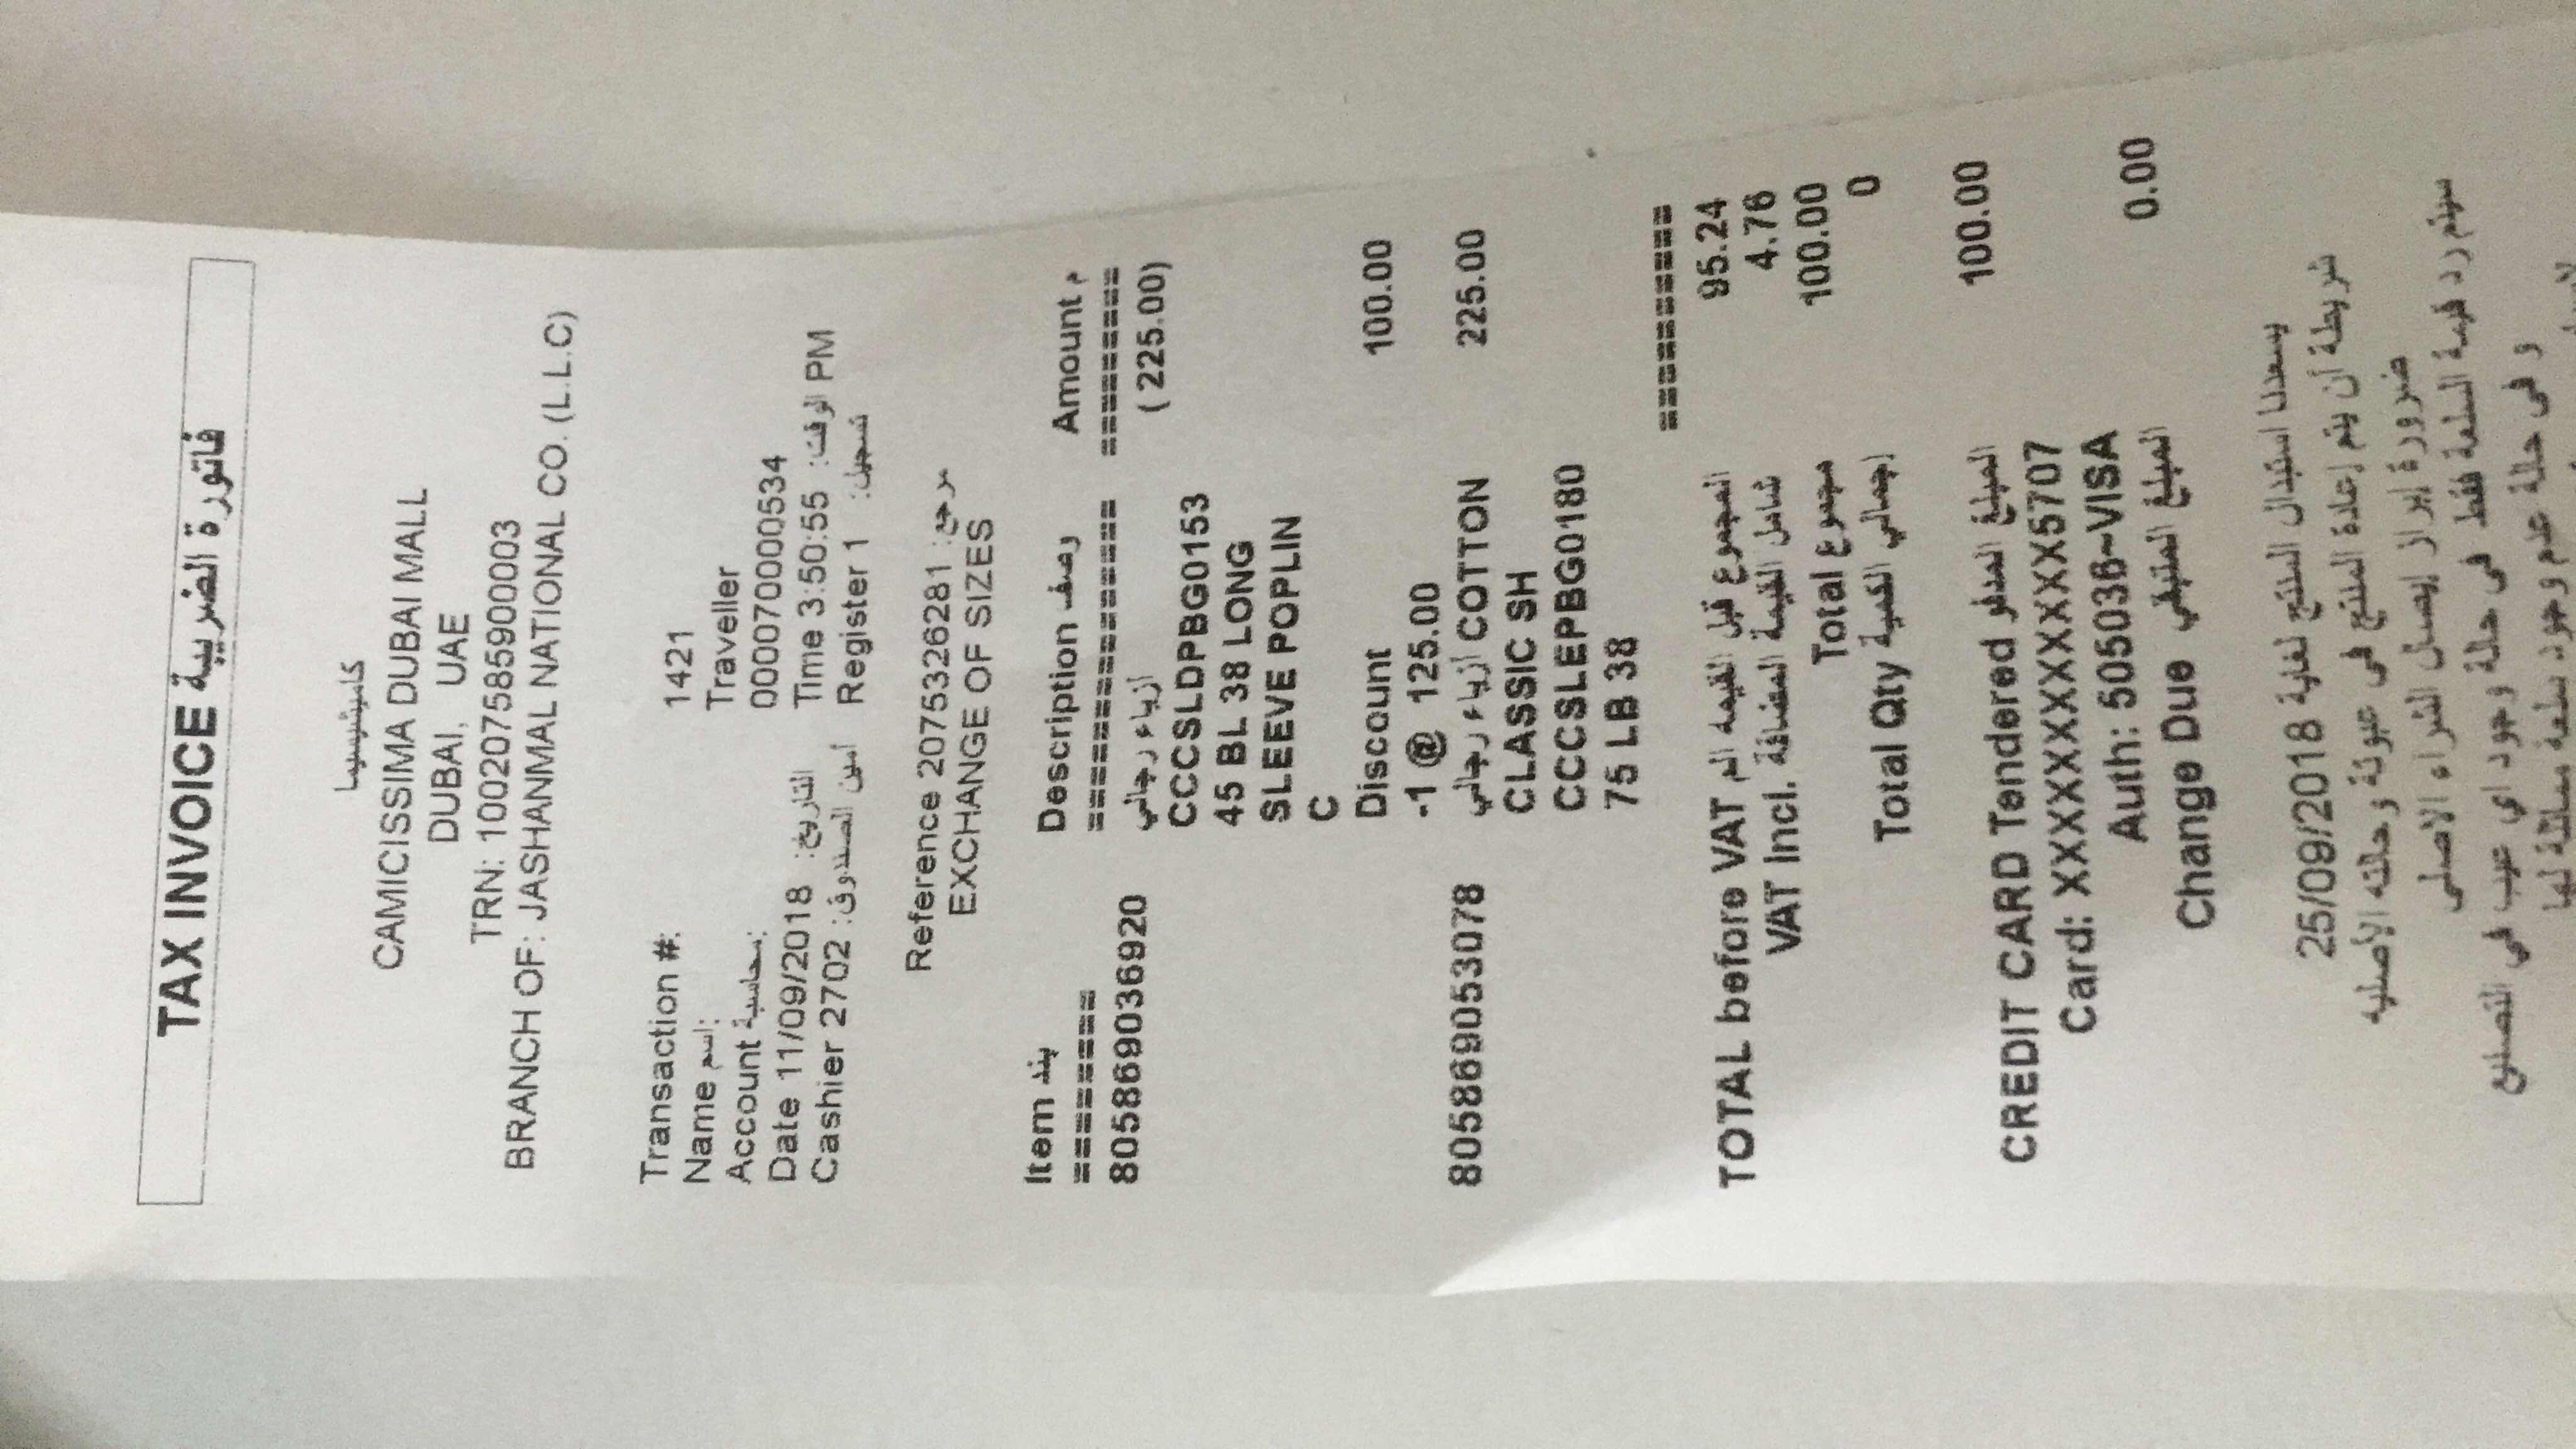 TAX INVOICE فاتورة الضريبة
كاميتشيسيما
CAMICISSIMA DUBAI MALL
DUBAI, UAE
TRN: 100207585900003
BRANCH OF: JASHANMAL NATIONAL CO. (L.L.C)
Transaction #: 1421
Name اسم: Traveller
Account محاسبة: 000070000534
Date 11/09/2018 التاريخ: Time 3:50:55 الوقت: PM
Cashier 2702 أمين الصندوق: Register 1 تسجيل:
Reference 2075326281 مرجع:
EXCHANGE OF SIZES
Item بند Description وصف Amount م
======== =============== =========
805869036920 أزياء رجالي (225.00)
CCCSLDPBG0153
45 BL 38 LONG
SLEEVE POPLIN
C
Discount 100.00
-1 @ 125.00
805869053078 أزياء رجالي COTTON 225.00
CLASSIC SH
CCCSLEPBG0180
75 LB 38
==========
TOTAL before VAT المجموع قبل القيمه الم 95.24
VAT Incl. شامل القيمة المضافة 4.76
Total مجموع 100.00
Total Qty إجمالي الكمية 0
CREDIT CARD Tendered المبلغ المدفو 100.00
Card: XXXXXXXXXXXX5707
Auth: 505036~VISA
Change Due المبلغ المتبقي 0.00
يسعدنا استبدال المنتج لغاية 25/09/2018
شريطة أن يتم إعادة المنتج فى عبوتة و حالته الأصليه
ضرورة إبراز إيصال الشراء الاصلى
سيتم رد قيمة السلعة فقط فى حالة وجود اي عيب في التصنيع
و فى حالة عدم وجود سلعة مماثلة لها